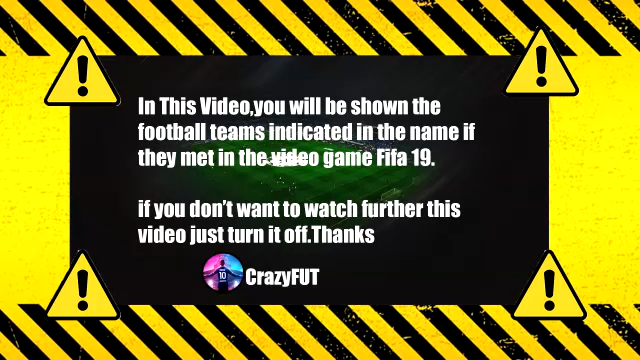 In This Video,you will be shown the
football teams indicated in the name if
they met in the video game Fifa 19.
if you don't want to watch further this
video just turn it off.Thanks
10
CrazyFUT